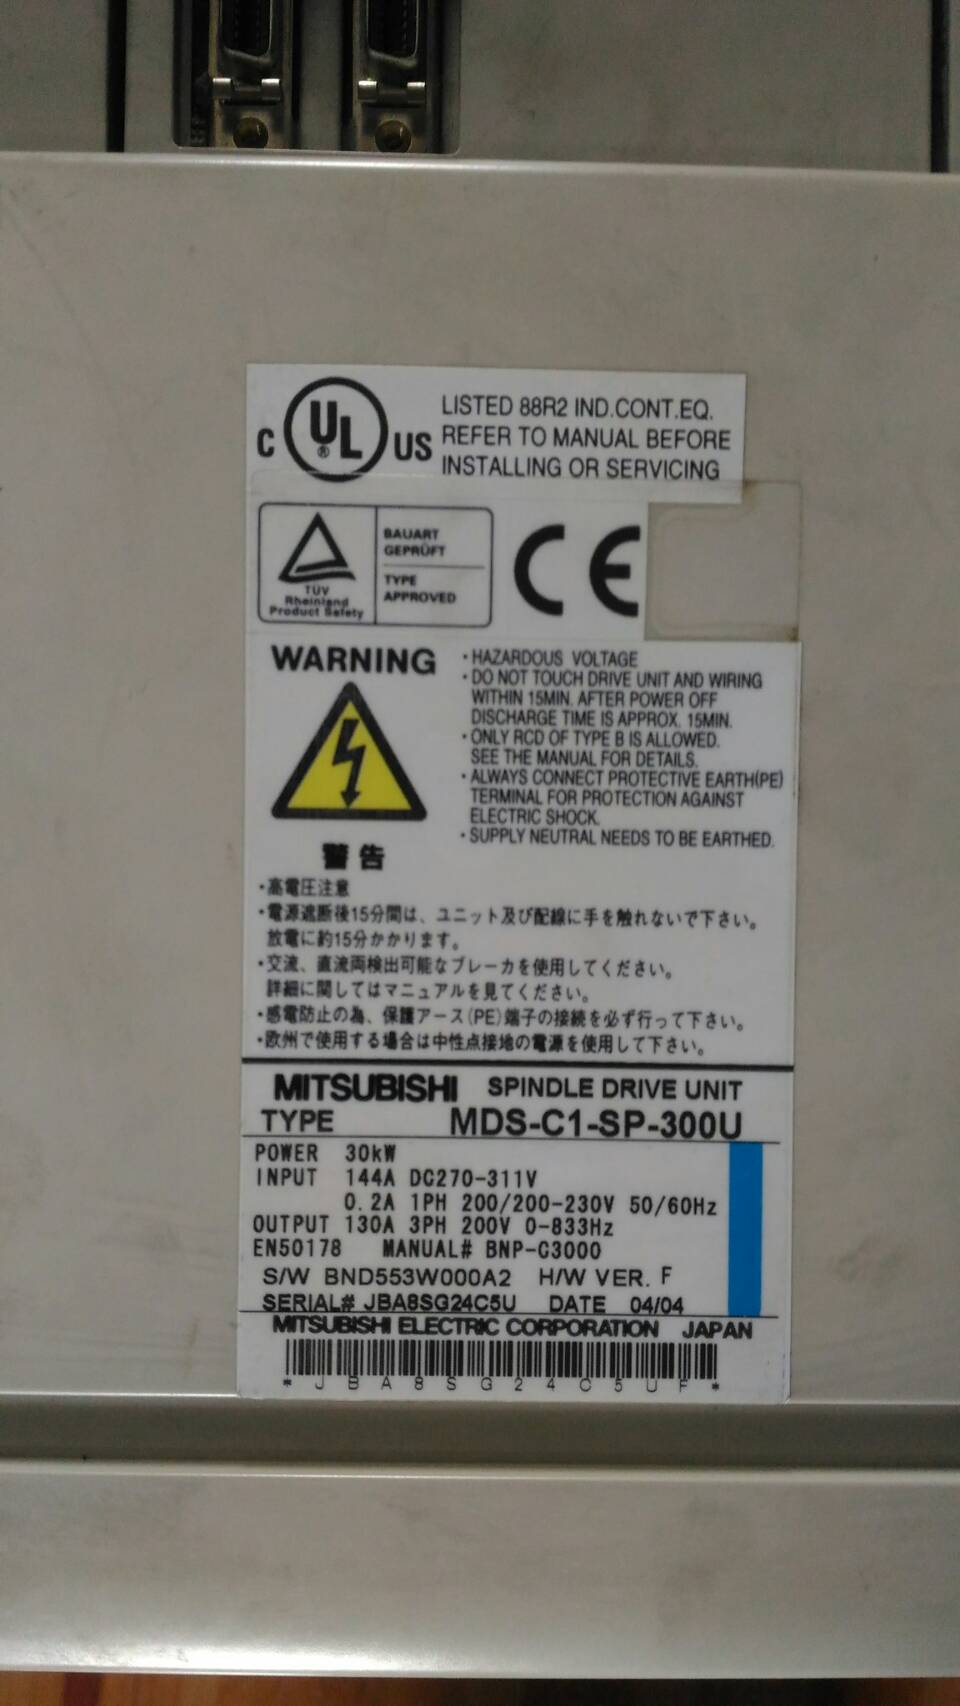 C UL® US
LISTED 88R2 IND.CONT.EQ.
REFER TO MANUAL BEFORE
INSTALLING OR SERVICING
TÜV
Rheinland
Product Safety
BAUART
GEPRÜFT
TYPE
APPROVED
CE
WARNING
・HAZARDOUS VOLTAGE
・DO NOT TOUCH DRIVE UNIT AND WIRING
WITHIN 15MIN. AFTER POWER OFF
DISCHARGE TIME IS APPROX. 15MIN.
・ONLY RCD OF TYPE B IS ALLOWED.
SEE THE MANUAL FOR DETAILS.
・ALWAYS CONNECT PROTECTIVE EARTH(PE)
TERMINAL FOR PROTECTION AGAINST
ELECTRIC SHOCK.
・SUPPLY NEUTRAL NEEDS TO BE EARTHED.
警告
・高電圧注意
・電源遮断後15分間は、ユニット及び配線に手を触れないで下さい。
放電に約15分かかります。
・交流、直流両検出可能なブレーカを使用してください。
詳細に関してはマニュアルを見てください。
・感電防止の為、保護アース(PE)端子の接続を必ず行って下さい。
・欧州で使用する場合は中性点接地の電源を使用して下さい。
MITSUBISHI SPINDLE DRIVE UNIT
TYPE MDS-C1-SP-300U
POWER 30kW
INPUT 144A DC270-311V
0.2A 1PH 200/200-230V 50/60Hz
OUTPUT 130A 3PH 200V 0-833Hz
EN50178 MANUAL# BNP-C3000
S/W BND553W000A2 H/W VER. F
SERIAL# JBA8SG24C5U DATE 04/04
MITSUBISHI ELECTRIC CORPORATION JAPAN
*JBA8SG24C5UF*